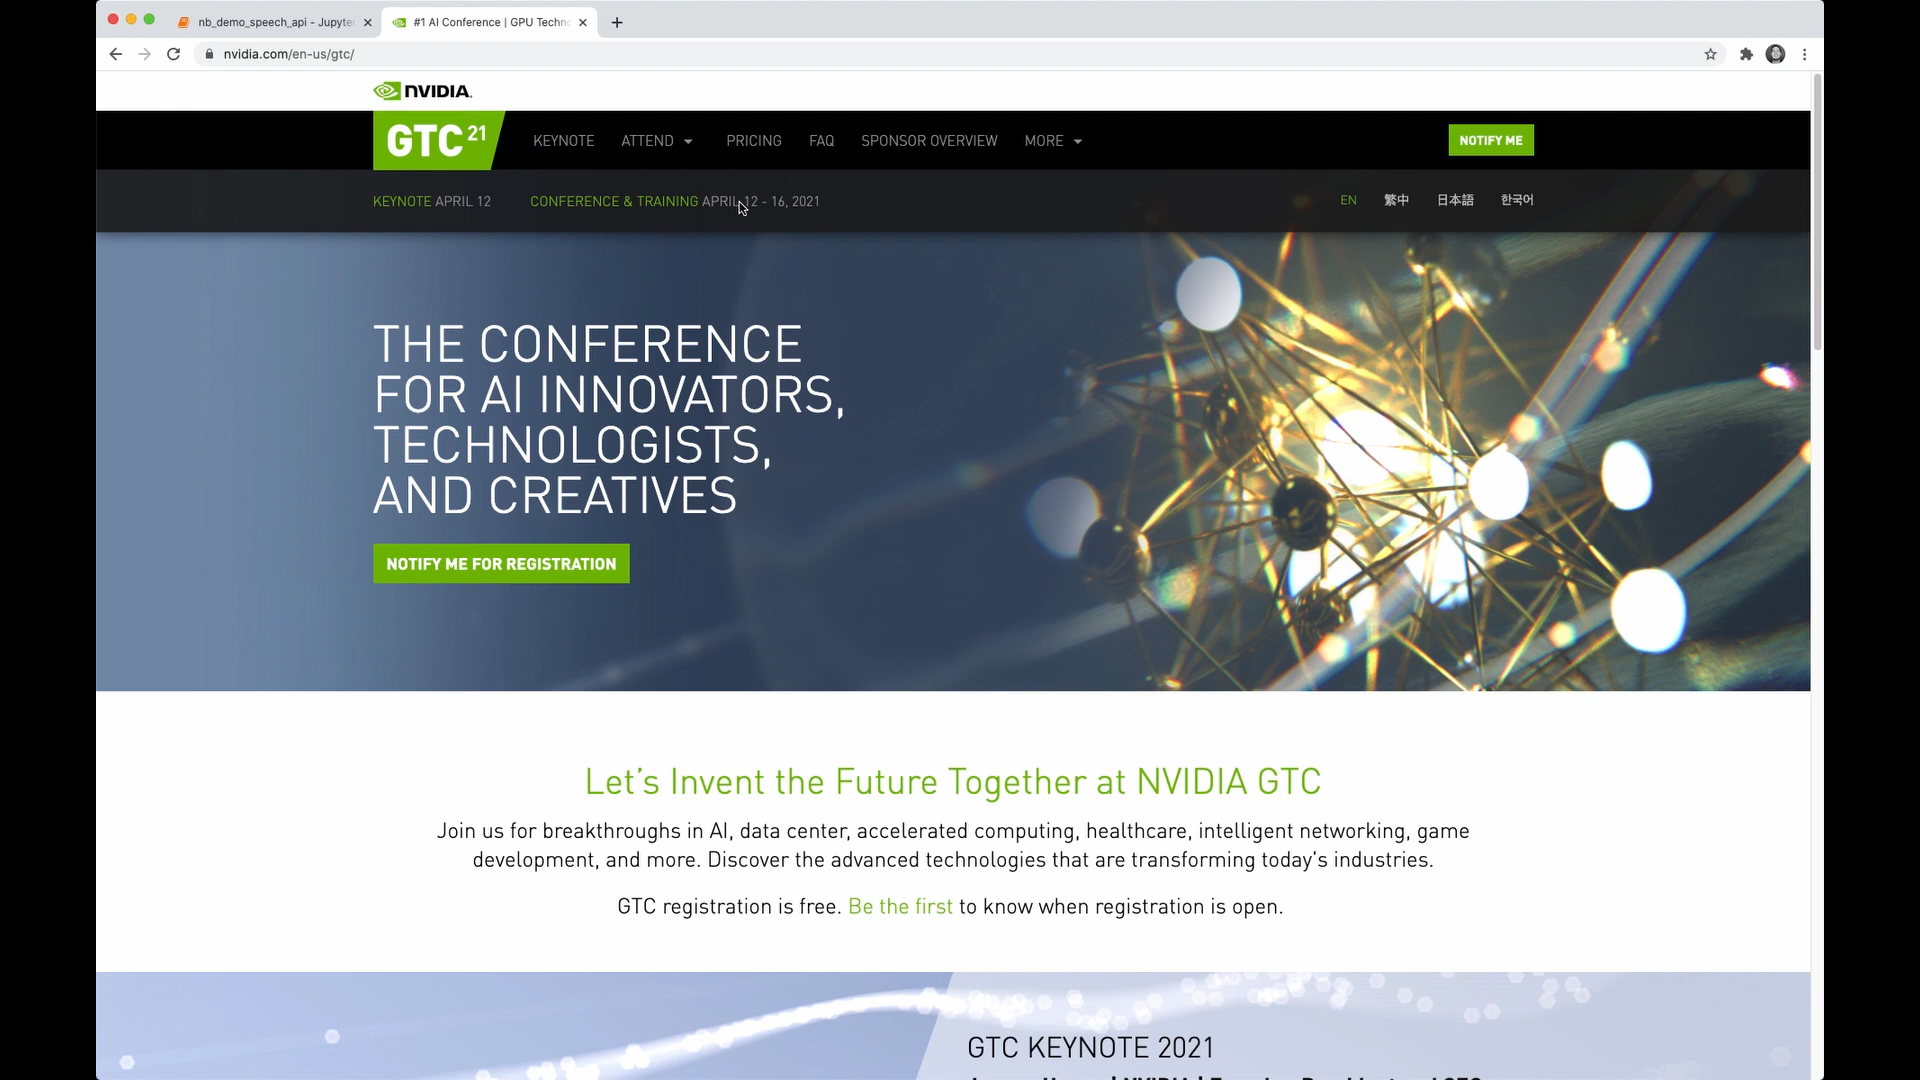 nb_demo_speech_api - Jupyte
#1 AI Conference | GPU Techn
nvidia.com/en-us/gtc/
NVIDIA.
GTC 21
KEYNOTE
ATTEND
PRICING
FAQ
SPONSOR OVERVIEW
MORE
NOTIFY ME
KEYNOTE APRIL 12
CONFERENCE & TRAINING APRIL 12 - 16, 2021
EN
繁中
日本語
한국어
THE CONFERENCE
FOR AI INNOVATORS,
TECHNOLOGISTS,
AND CREATIVES
NOTIFY ME FOR REGISTRATION
Let’s Invent the Future Together at NVIDIA GTC
Join us for breakthroughs in AI, data center, accelerated computing, healthcare, intelligent networking, game
development, and more. Discover the advanced technologies that are transforming today's industries.
GTC registration is free. Be the first to know when registration is open.
GTC KEYNOTE 2021